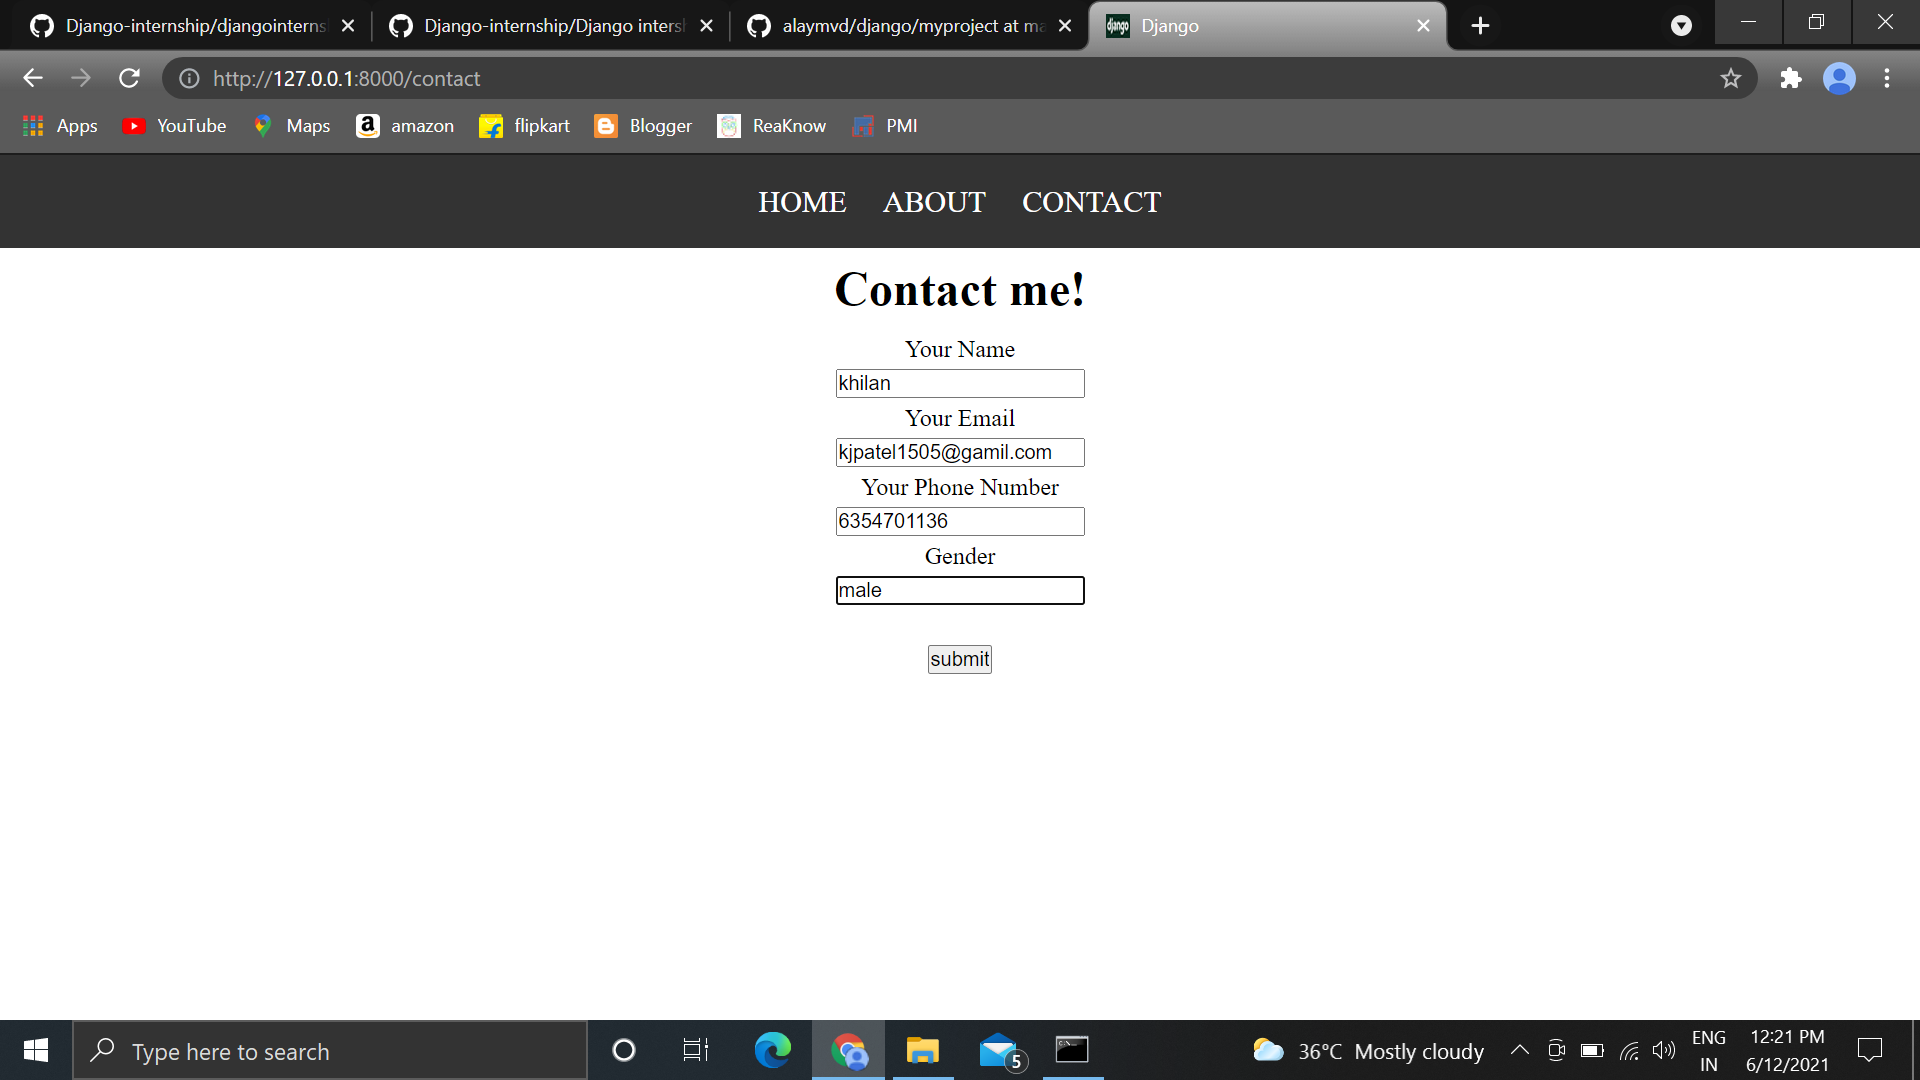 Django-internship/djangointerns
Django-internship/Django inters
alaymvd/django/myproject at ma
django
Django
http://127.0.0.1:8000/contact
Apps
YouTube
Maps
a
amazon
flipkart
Blogger
ReaKnow
PMI
HOME ABOUT CONTACT
Contact me!
Your Name
khilan
Your Email
kjpatel1505@gamil.com
Your Phone Number
6354701136
Gender
male
submit
Type here to search
5
36°C Mostly cloudy
ENG
IN
12:21 PM
6/12/2021